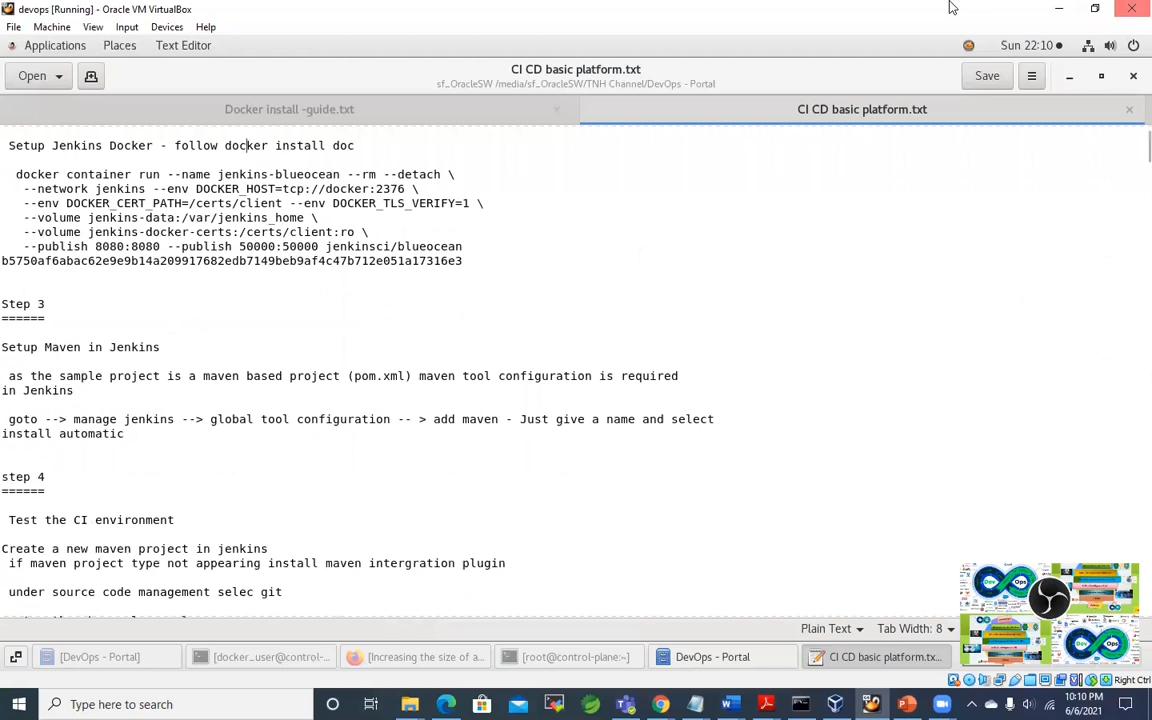 devops [Running] - Oracle VM VirtualBox
File Machine View Input Devices Help
Applications Places Text Editor Sun 22:10
Open CI CD basic platform.txt Save
sf_OracleSW /media/sf_OracleSW/TNH Channel/DevOps - Portal
Docker install -guide.txt CI CD basic platform.txt
Setup Jenkins Docker - follow docker install doc
docker container run --name jenkins-blueocean --rm --detach \
--network jenkins --env DOCKER_HOST=tcp://docker:2376 \
--env DOCKER_CERT_PATH=/certs/client --env DOCKER_TLS_VERIFY=1 \
--volume jenkins-data:/var/jenkins_home \
--volume jenkins-docker-certs:/certs/client:ro \
--publish 8080:8080 --publish 50000:50000 jenkinsci/blueocean
b5750af6abac62e9e9b14a209917682edb7149beb9af4c47b712e051a17316e3
Step 3
======
Setup Maven in Jenkins
as the sample project is a maven based project (pom.xml) maven tool configuration is required
in Jenkins
goto --> manage jenkins --> global tool configuration -- > add maven - Just give a name and select
install automatic
step 4
======
Test the CI environment
Create a new maven project in jenkins
if maven project type not appearing install maven intergration plugin
under source code management selec git
Plain Text Tab Width: 8
[DevOps - Portal] [docker_user@control-... [Increasing the size of a... [root@control-plane:~] DevOps - Portal CI CD basic platform.tx...
Right Ctrl
Type here to search
10:10 PM
6/6/2021